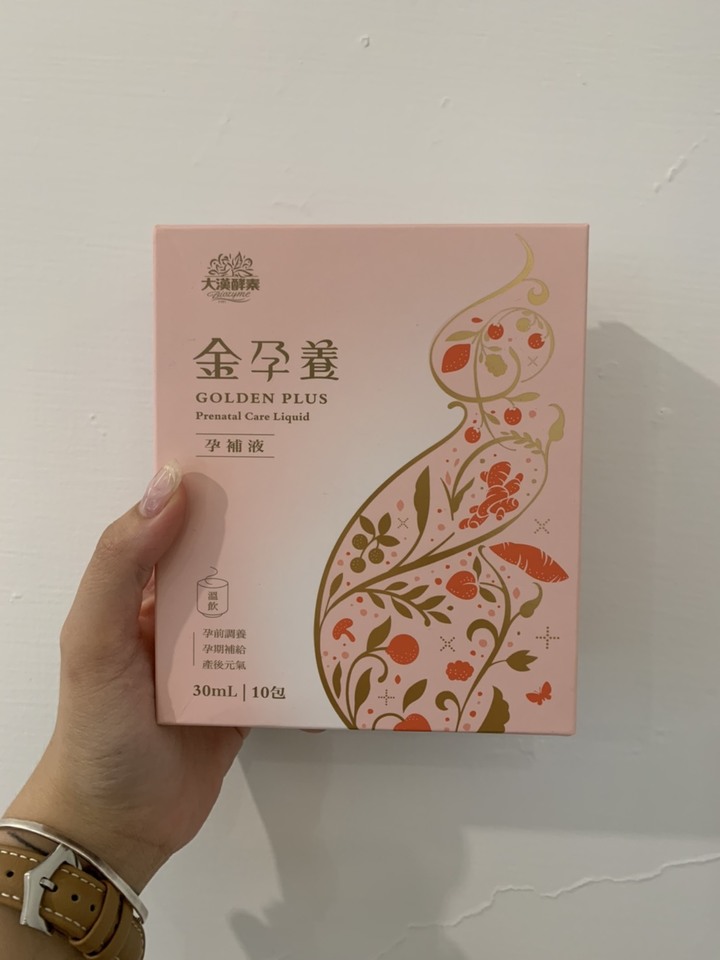 大漢酵素
金孕養
GOLDEN PLUS
Prenatal Care Liquid
孕補液
溫飲
孕前調養
孕期補給
產後元氣
30mL | 10包